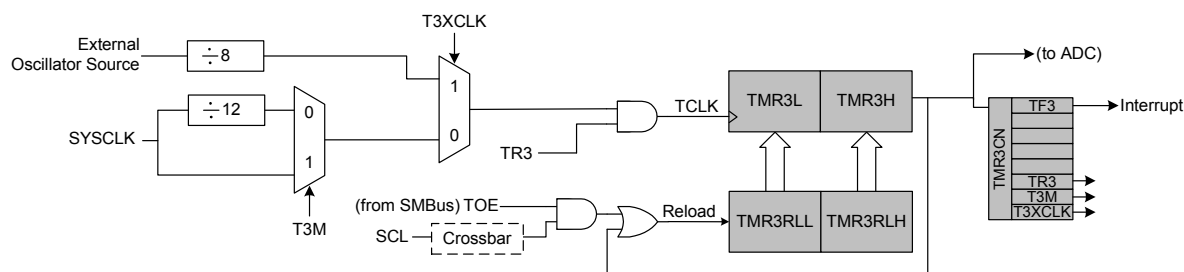 T3XCLK
External
Oscillator Source
÷8
1
0
÷12
0
1
SYSCLK
T3M
TR3
TCLK
TMR3L
TMR3H
(to ADC)
TMR3CN
TF3
Interrupt
TR3
T3M
T3XCLK
(from SMBus) TOE
SCL
Crossbar
Reload
TMR3RLL
TMR3RLH